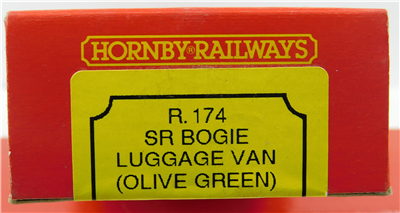 HORNBY® RAILWAYS
R. 174
SR BOGIE
LUGGAGE VAN
(OLIVE GREEN)